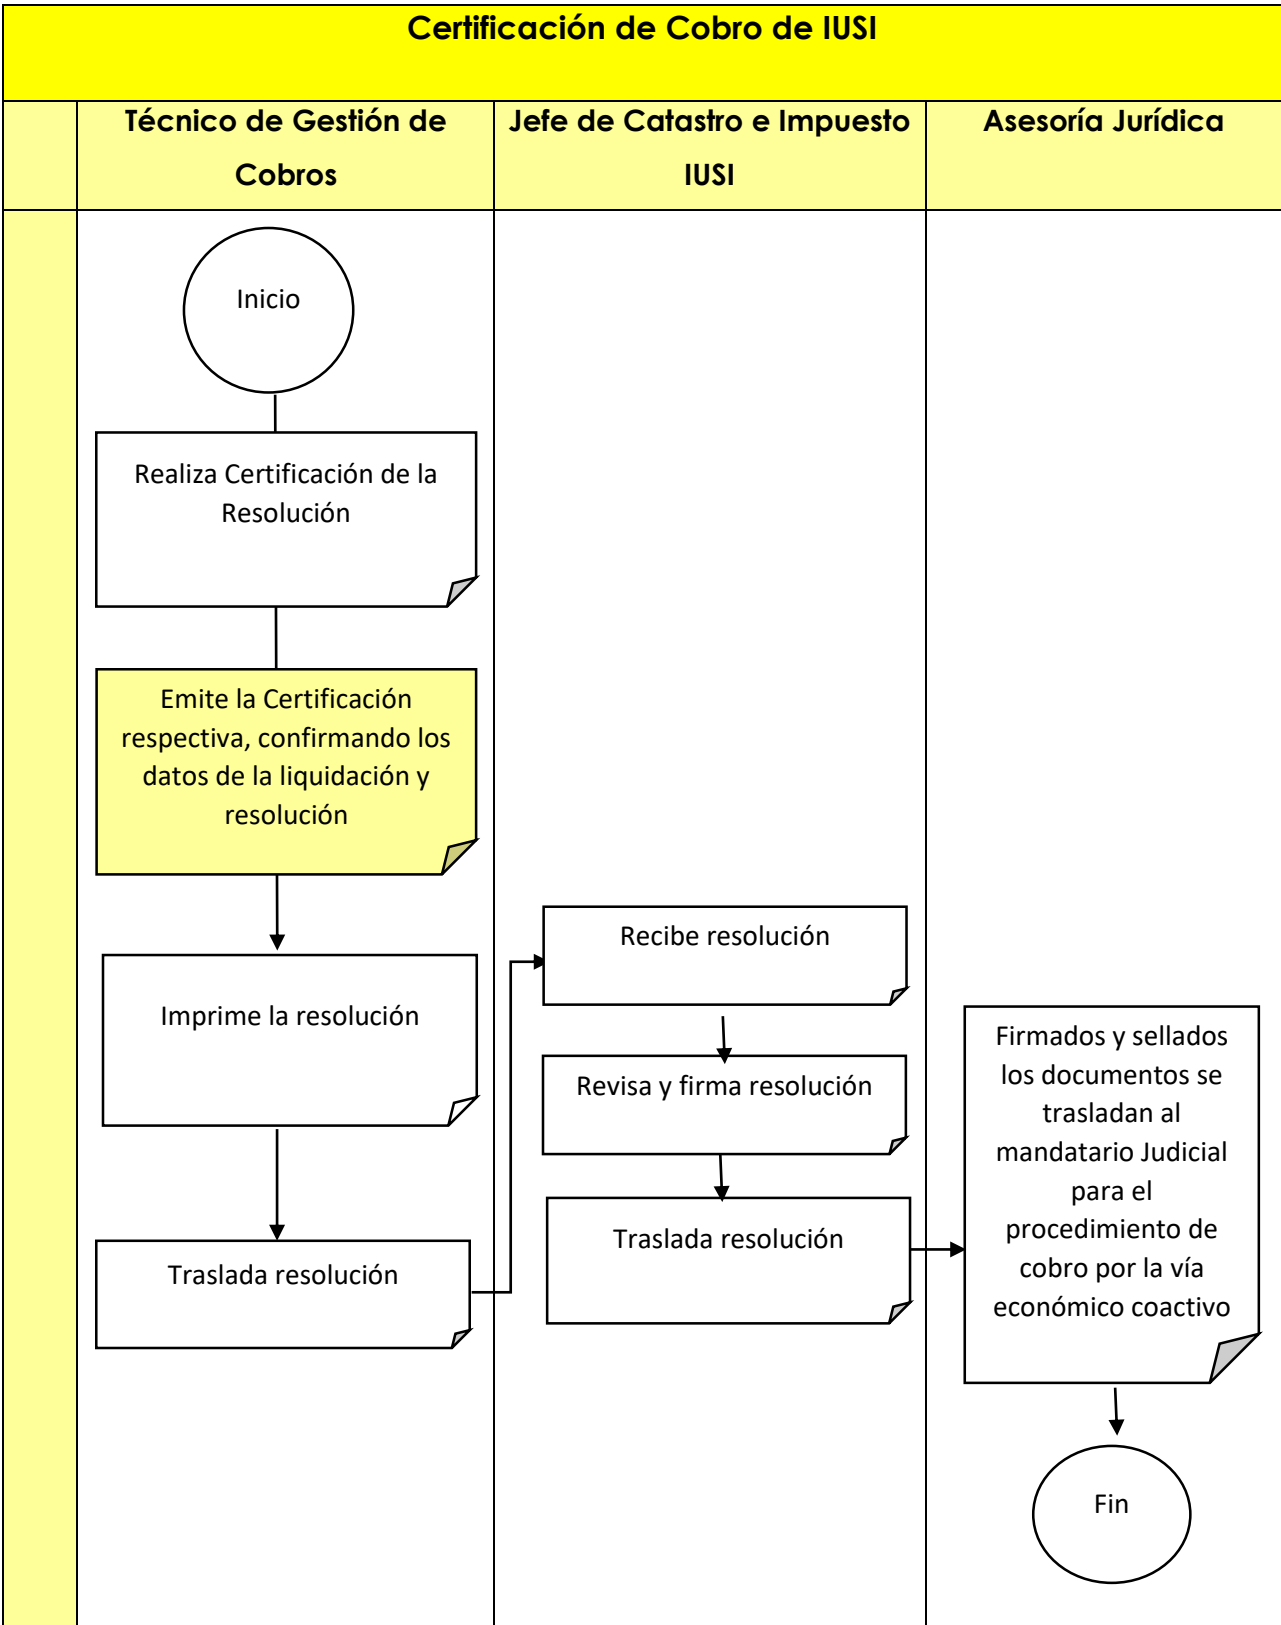 Certificación de Cobro de IUSI
Técnico de Gestión de
Cobros
Jefe de Catastro e Impuesto
IUSI
Asesoría Jurídica
Inicio
Realiza Certificación de la
Resolución
Emite la Certificación
respectiva, confirmando los
datos de la liquidación y
resolución
Imprime la resolución
Traslada resolución
Recibe resolución
Revisa y firma resolución
Traslada resolución
Firmados y sellados
los documentos se
trasladan al
mandatario Judicial
para el
procedimiento de
cobro por la vía
económico coactivo
Fin